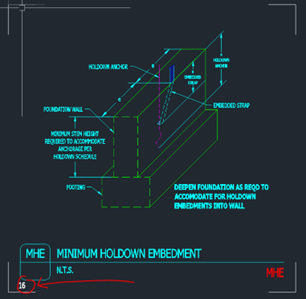 HOLDOWN
ANCHOR
HOLDOWN ANCHOR
EMBEDDED
STRAP
EMBEDDED STRAP
FOUNDATION WALL
MINIMUM STEM HEIGHT
REQUIRED TO ACCOMMODATE
ANCHORAGE PER
HOLDOWN SCHEDULE
FOOTING
DEEPEN FOUNDATION AS REQD TO
ACCOMODATE FOR HOLDOWN
EMBEDMENTS INTO WALL
MHE MINIMUM HOLDOWN EMBEDMENT
N.T.S.
MHE
16